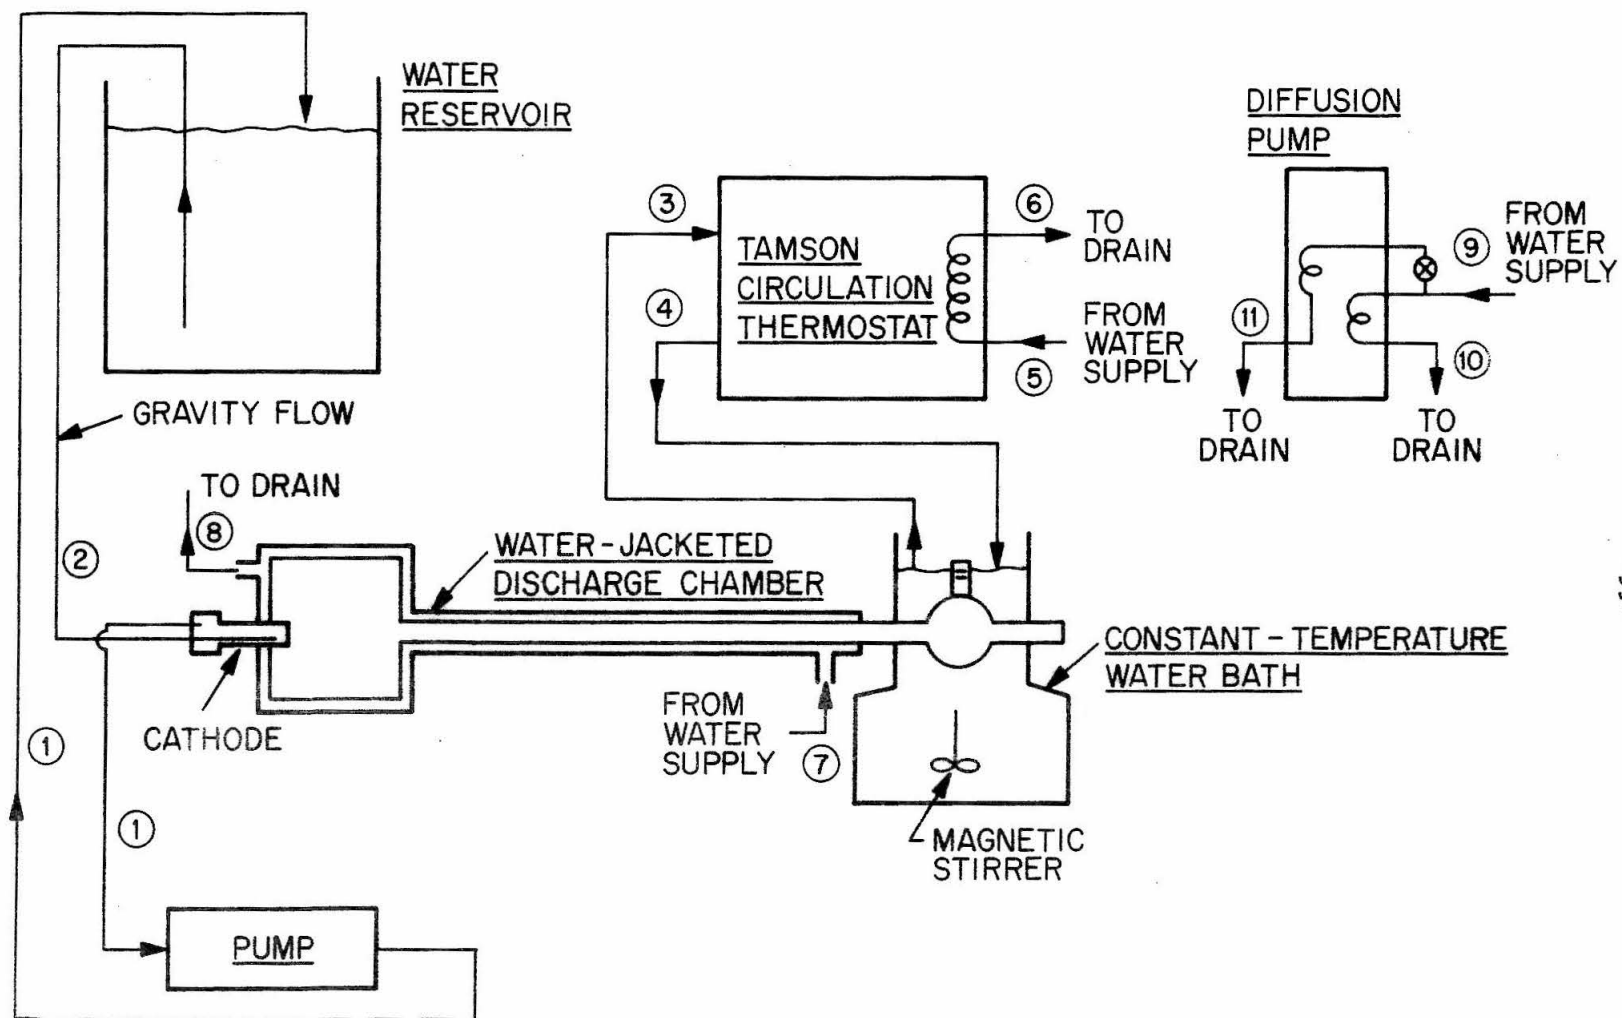 WATER
RESERVOIR
DIFFUSION
PUMP
③
⑥
TO
DRAIN
TAMSON
CIRCULATION
THERMOSTAT
④
FROM
WATER
SUPPLY
⑤
⑨
FROM
WATER
SUPPLY
⑪
⑩
TO
DRAIN
TO
DRAIN
GRAVITY FLOW
TO DRAIN
⑧
②
WATER-JACKETED
DISCHARGE CHAMBER
CONSTANT-TEMPERATURE
WATER BATH
CATHODE
FROM
WATER
SUPPLY
⑦
①
①
MAGNETIC
STIRRER
PUMP